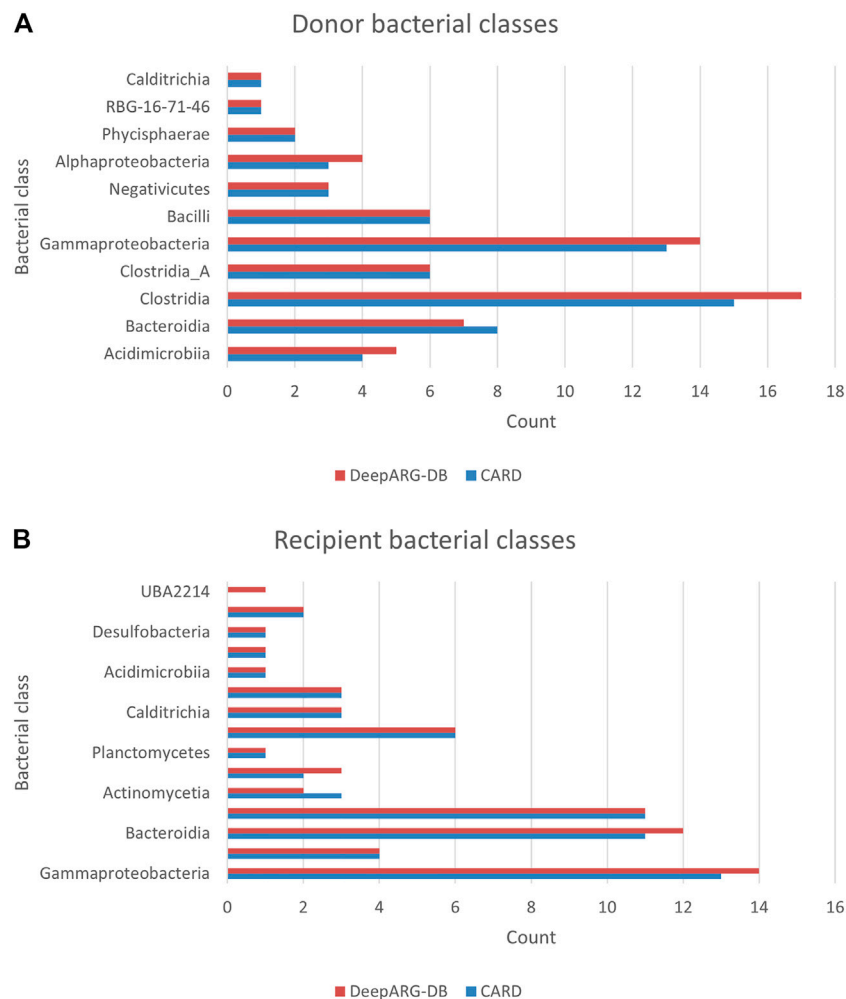 A
Donor bacterial classes
Bacterial class
Calditrichia
RBG-16-71-46
Phycisphaerae
Alphaproteobacteria
Negativicutes
Bacilli
Gammaproteobacteria
Clostridia_A
Clostridia
Bacteroidia
Acidimicrobiia
0 2 4 6 8 10 12 14 16 18
Count
DeepARG-DB CARD
B
Recipient bacterial classes
Bacterial class
UBA2214
Desulfobacteria
Acidimicrobiia
Calditrichia
Planctomycetes
Actinomycetia
Bacteroidia
Gammaproteobacteria
0 2 4 6 8 10 12 14 16
Count
DeepARG-DB CARD